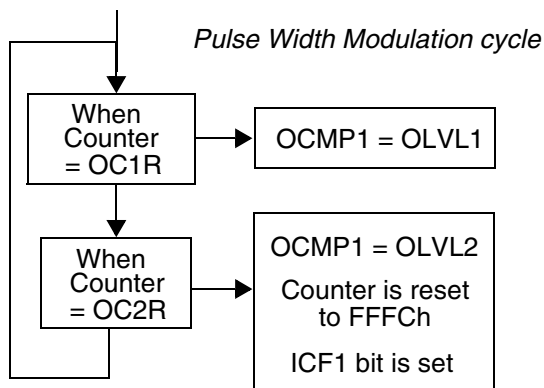 Pulse Width Modulation cycle
When
Counter
= OC1R
OCMP1 = OLVL1
When
Counter
= OC2R
OCMP1 = OLVL2
Counter is reset
to FFFCh
ICF1 bit is set